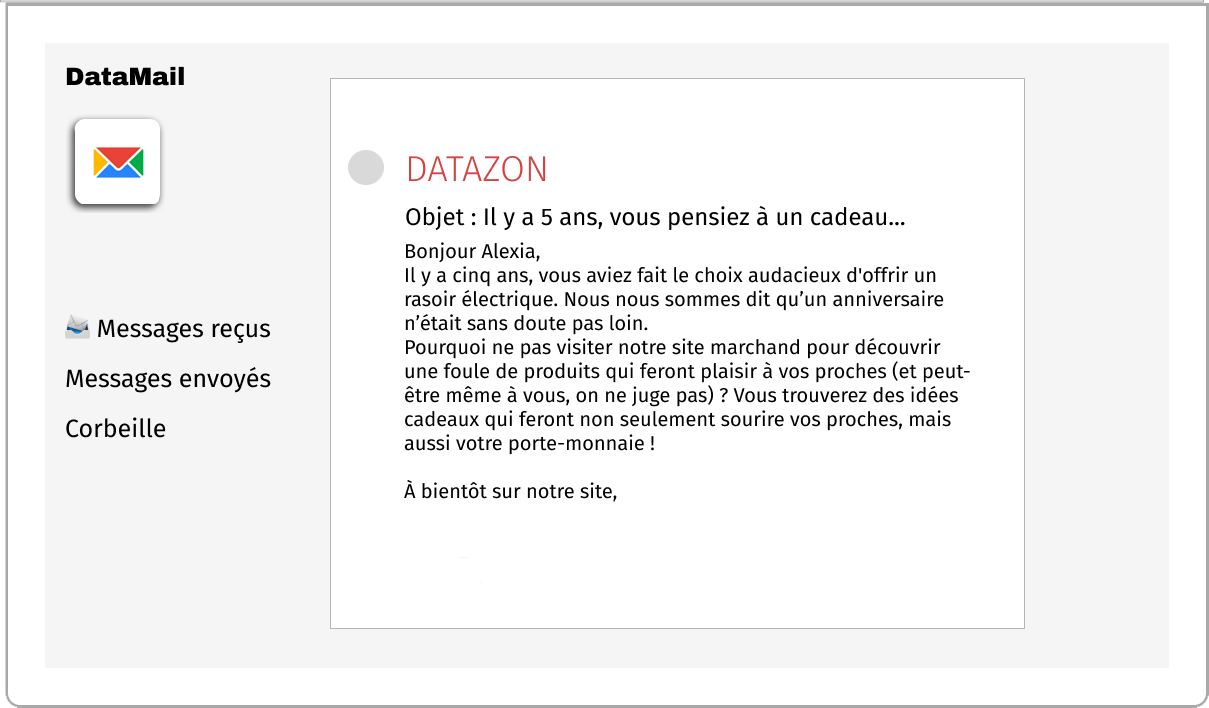 DataMail
DATAZON
Objet : Il y a 5 ans, vous pensiez à un cadeau...
Bonjour Alexia,
Il y a cinq ans, vous aviez fait le choix audacieux d'offrir un
rasoir électrique. Nous nous sommes dit qu’un anniversaire
n’était sans doute pas loin.
Pourquoi ne pas visiter notre site marchand pour découvrir
une foule de produits qui feront plaisir à vos proches (et peut-
être même à vous, on ne juge pas) ? Vous trouverez des idées
cadeaux qui feront non seulement sourire vos proches, mais
aussi votre porte-monnaie !
À bientôt sur notre site,
Messages reçus
Messages envoyés
Corbeille